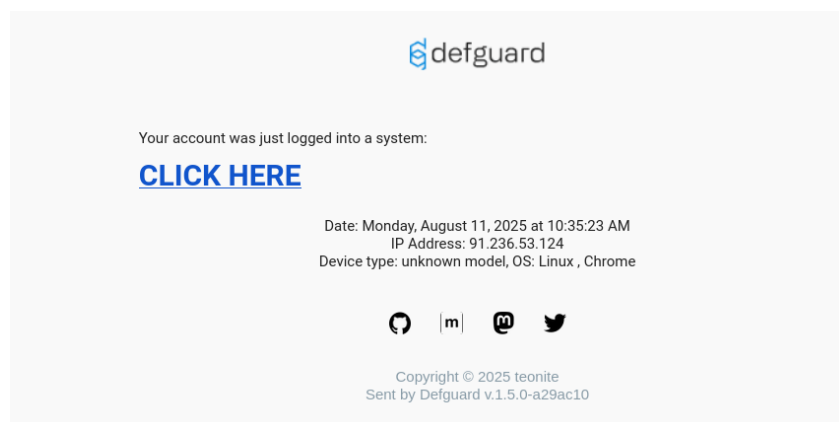 defguard
Your account was just logged into a system:
CLICK HERE
Date: Monday, August 11, 2025 at 10:35:23 AM
IP Address: 91.236.53.124
Device type: unknown model, OS: Linux , Chrome
[m]
Copyright © 2025 teonite
Sent by Defguard v.1.5.0-a29ac10